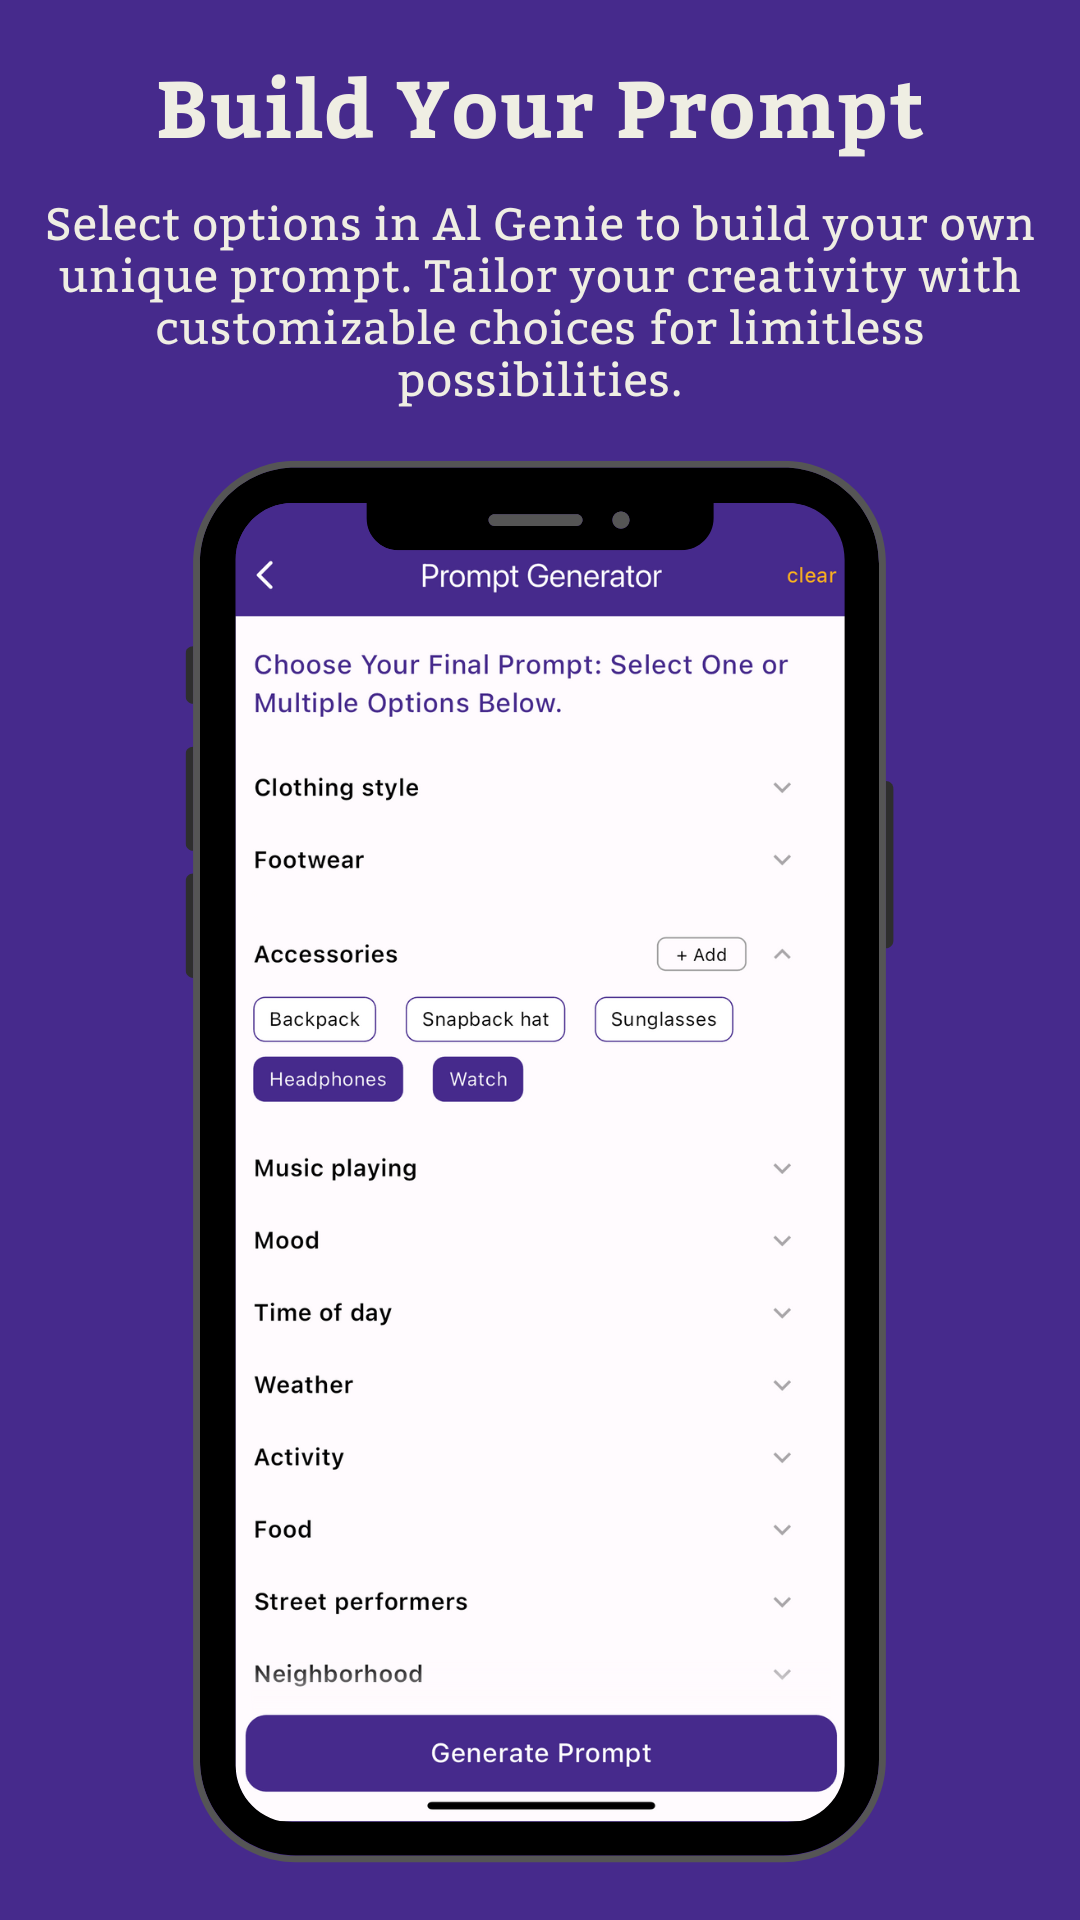 Build Your Prompt
Select options in Al Genie to build your own
unique prompt. Tailor your creativity with
customizable choices for limitless
possibilities.
Prompt Generator
clear
Choose Your Final Prompt: Select One or
Multiple Options Below.
Clothing style
Footwear
Accessories
+ Add
Backpack
Snapback hat
Sunglasses
Headphones
Watch
Music playing
Mood
Time of day
Weather
Activity
Food
Street performers
Neighborhood
Generate Prompt